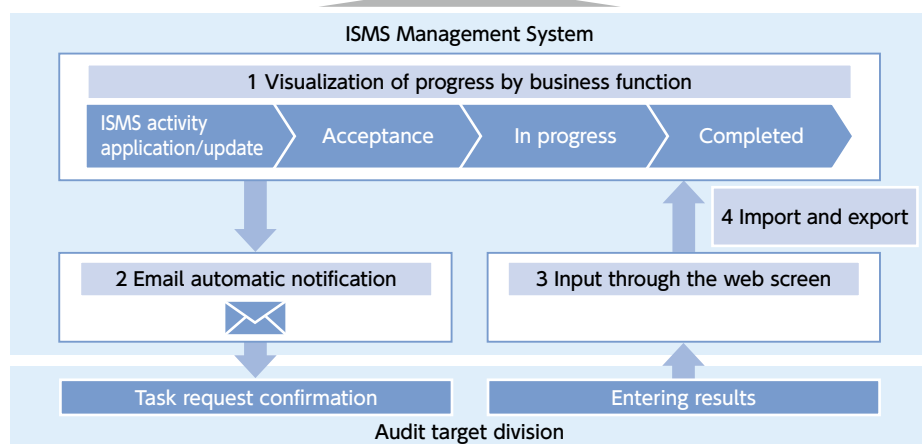 ISMS Management System
1 Visualization of progress by business function
ISMS activity
application/update
Acceptance
In progress
Completed
4 Import and export
2 Email automatic notification
3 Input through the web screen
Task request confirmation
Entering results
Audit target division